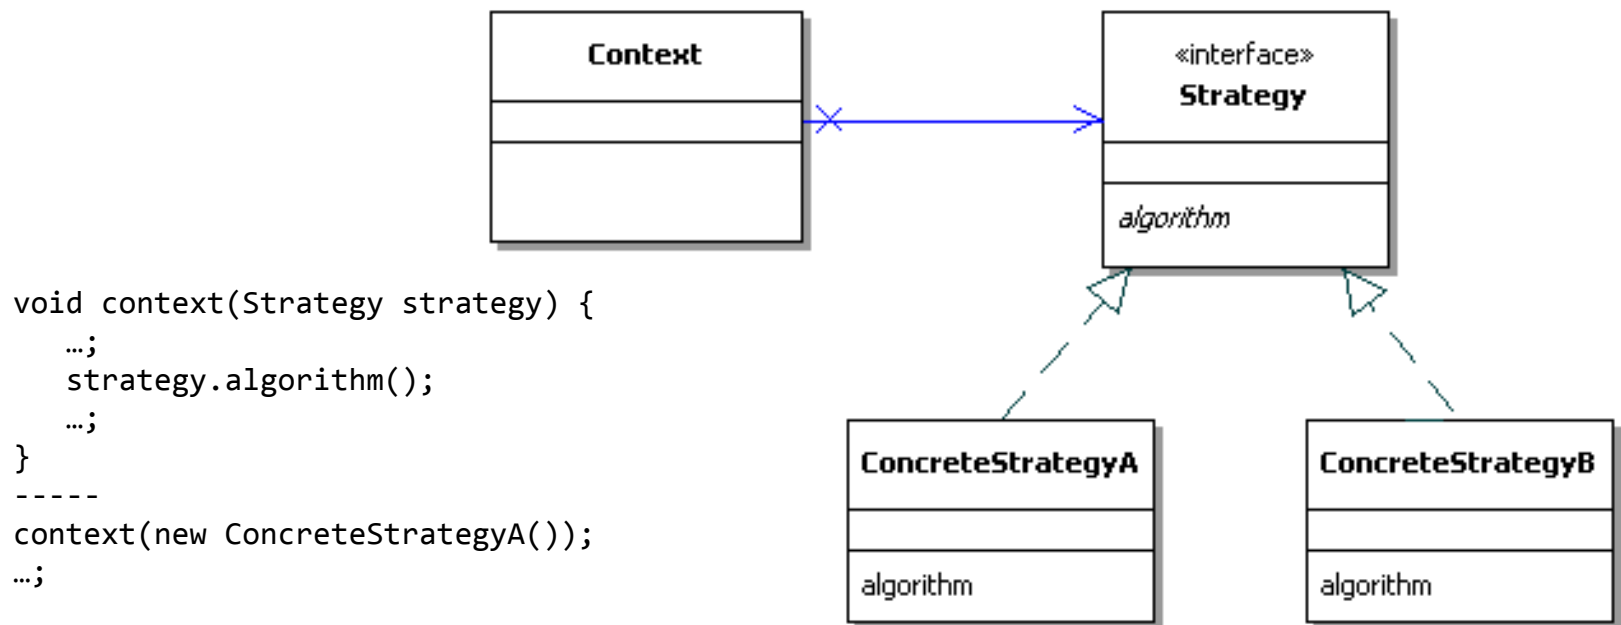 Context
«interface»
Strategy
algorithm
void context(Strategy strategy) {
   …;
   strategy.algorithm();
   …;
}
-----
context(new ConcreteStrategyA());
…;
ConcreteStrategyA
algorithm
ConcreteStrategyB
algorithm